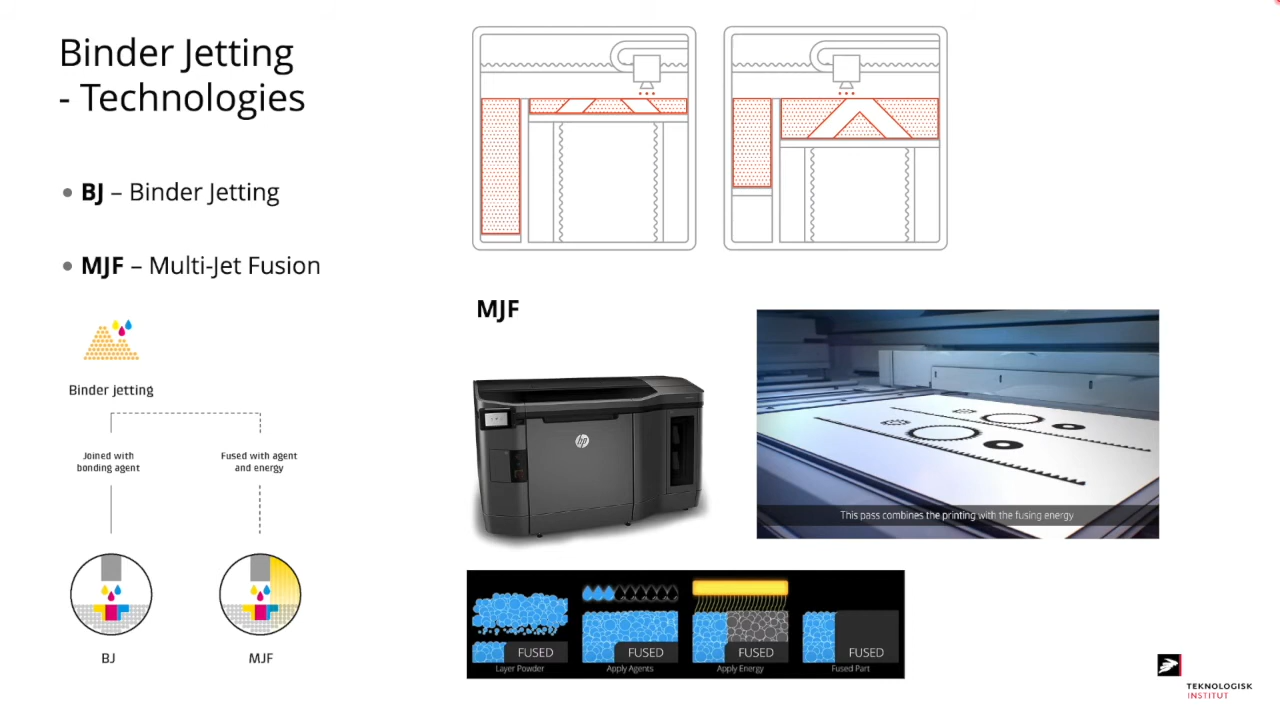 Binder Jetting
- Technologies
• BJ – Binder Jetting
• MJF – Multi-Jet Fusion
Binder jetting
Joined with
bonding agent
Fused with agent
and energy
BJ
MJF
MJF
hp
This pass combines the printing with the fusing energy
FUSED
FUSED
FUSED
FUSED
Layer Powder
Apply Agents
Apply Energy
Fused Part
TEKNOLOGISK
INSTITUT